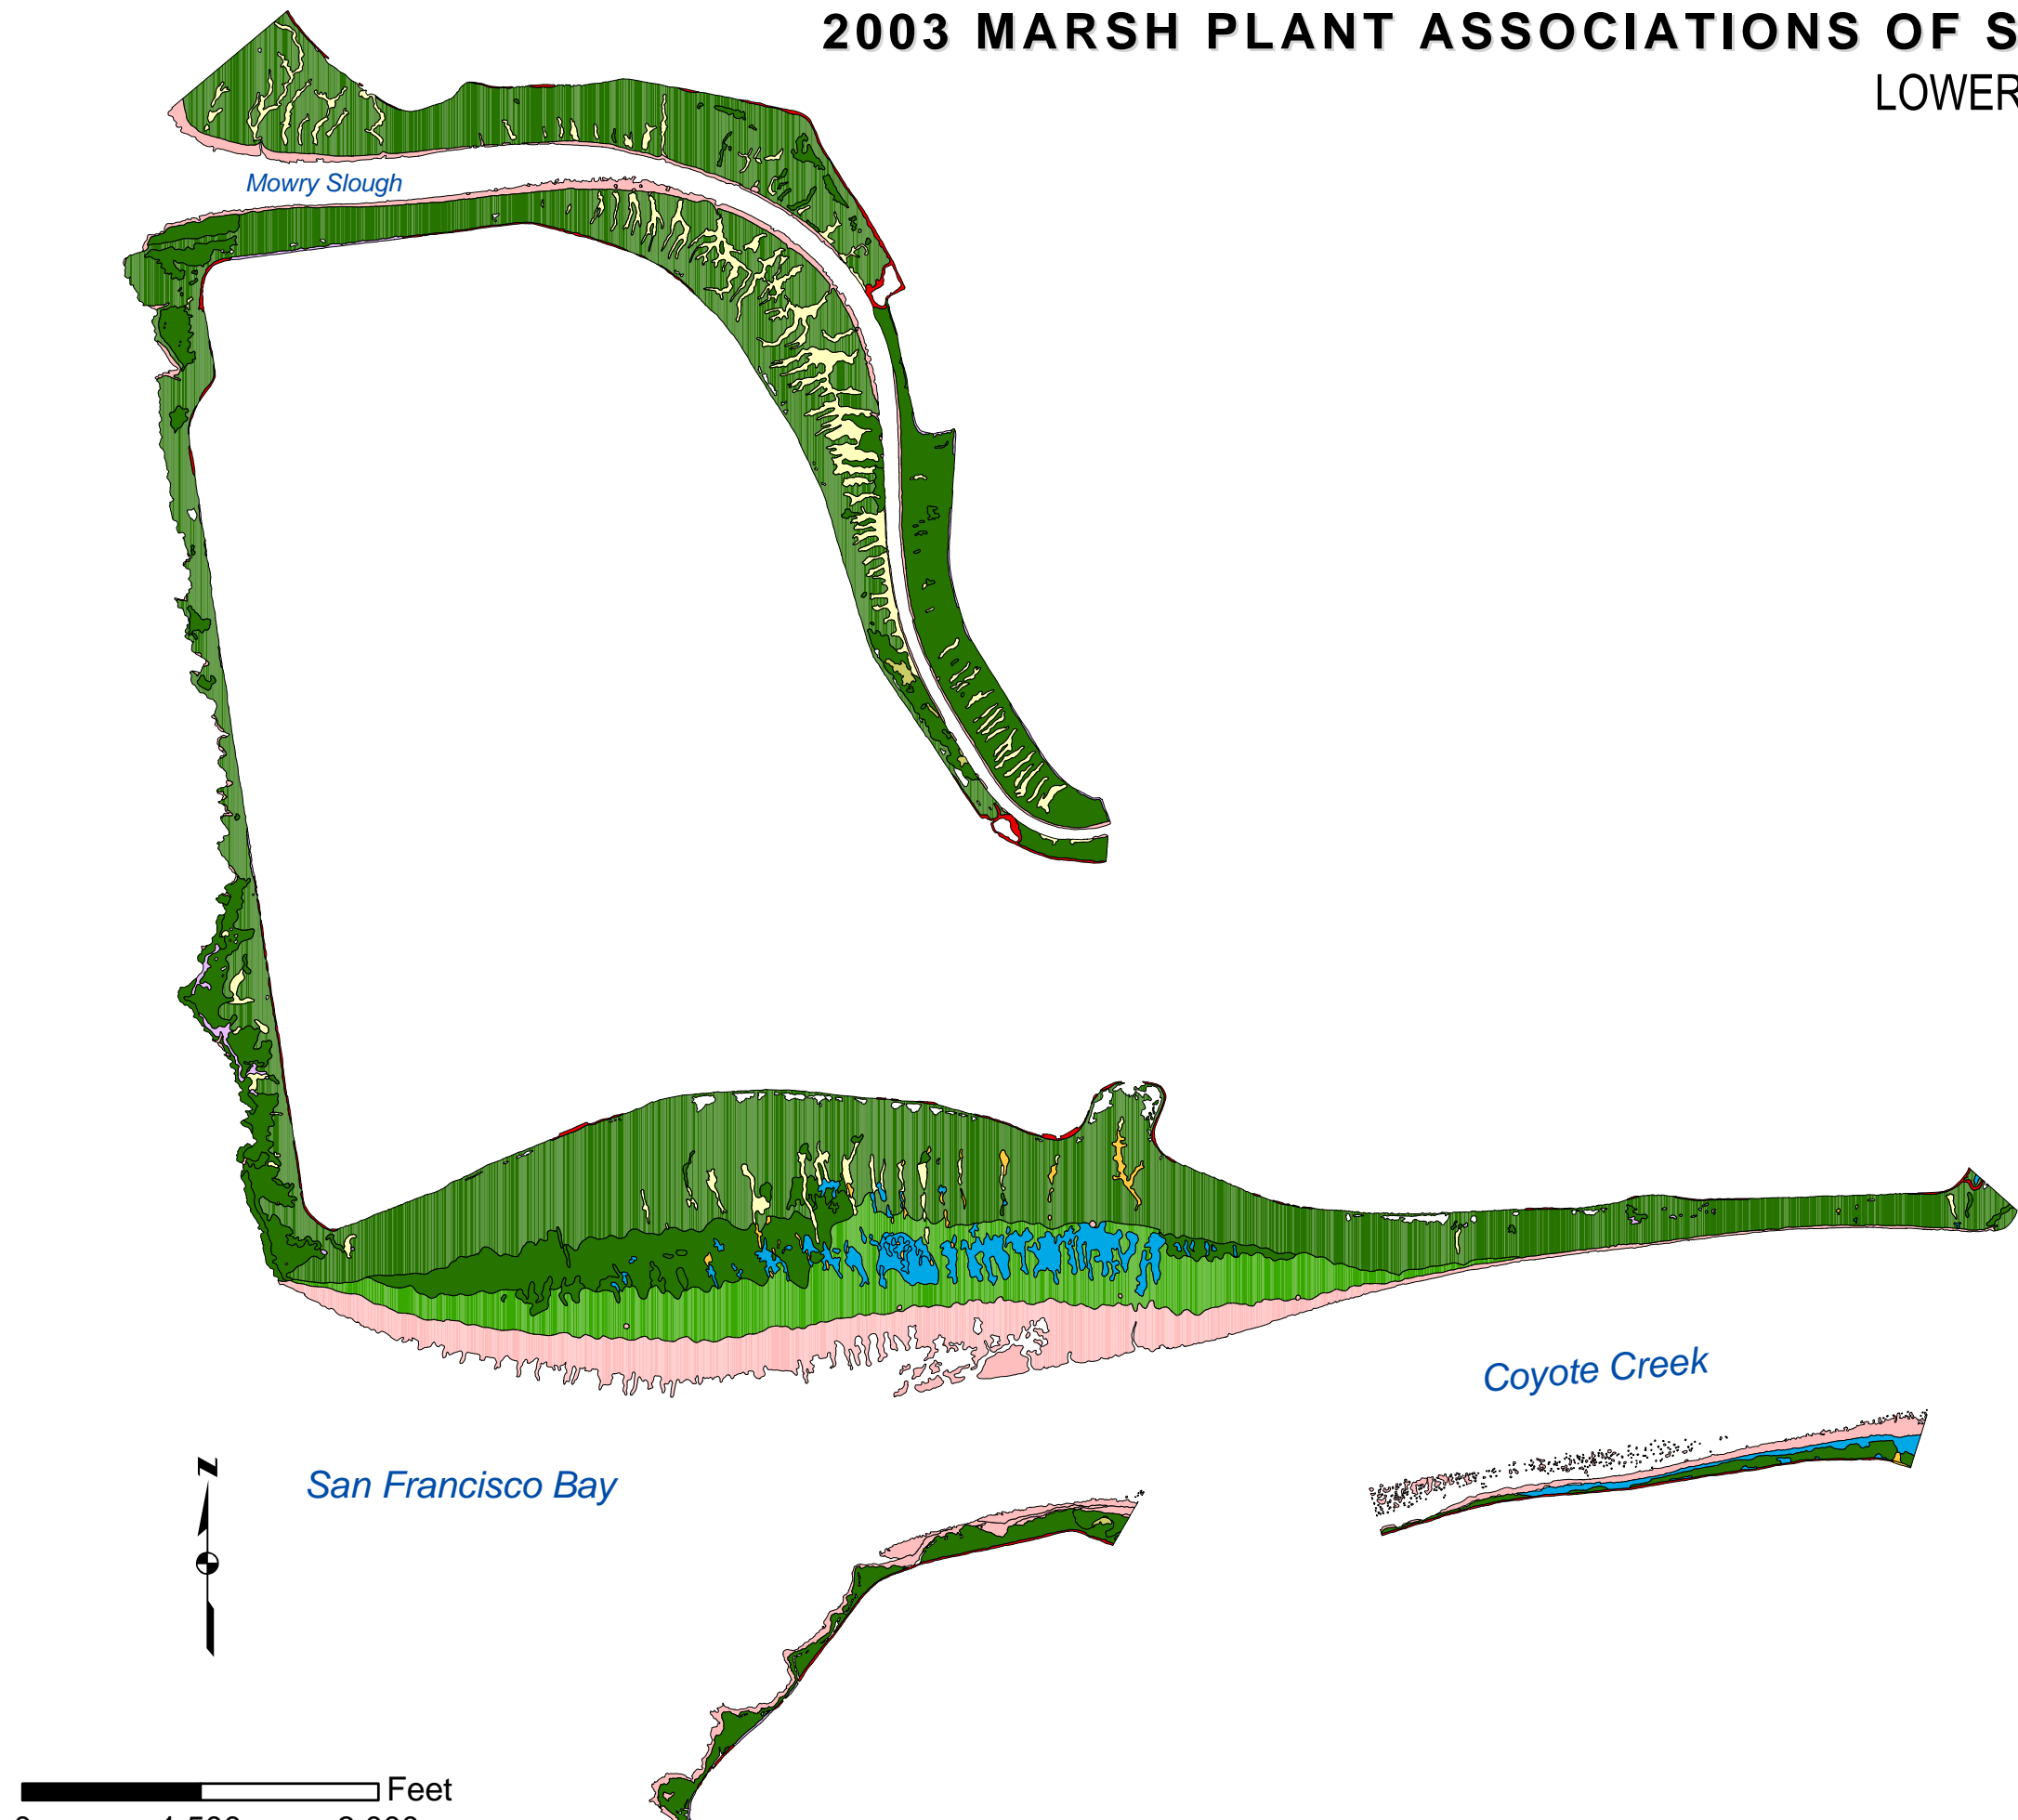 2003 MARSH PLANT ASSOCIATIONS OF S
LOWER
Mowry Slough
Coyote Creek
San Francisco Bay
N
Feet